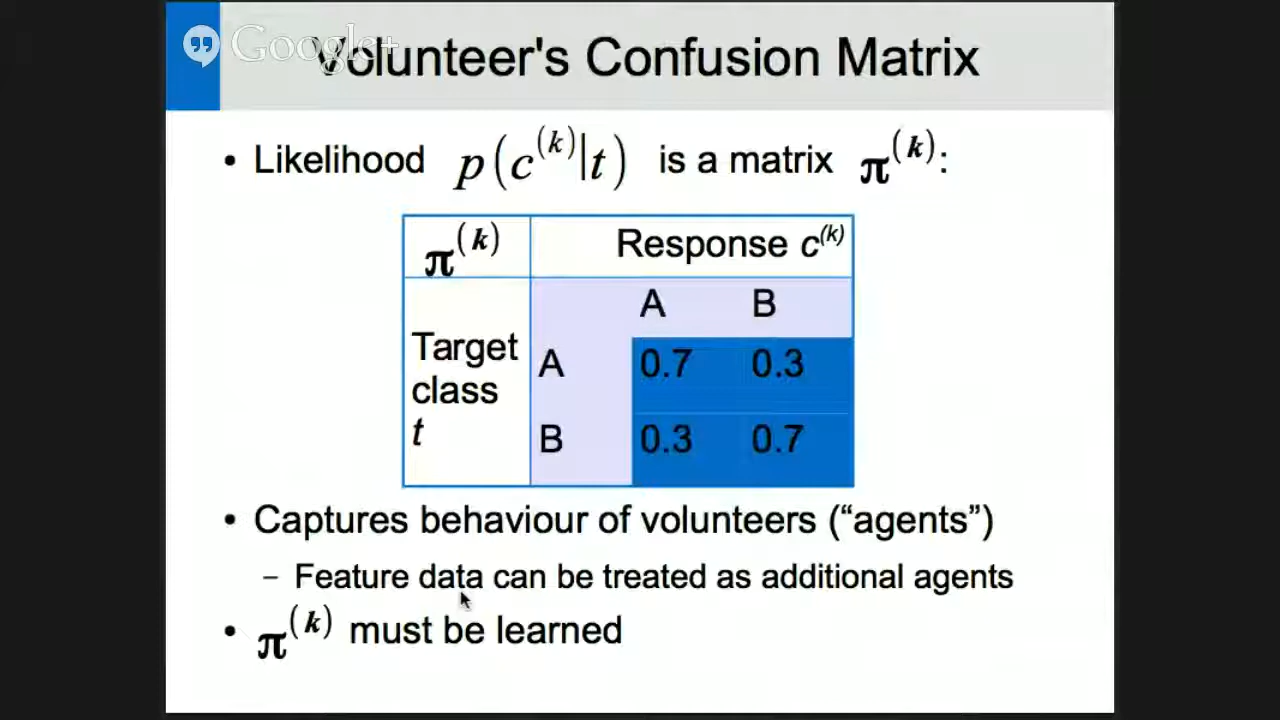 Google+
Volunteer's Confusion Matrix
• Likelihood p(c^(k)|t) is a matrix π^(k):
π^(k) Response c^(k)
A B
Target class t
A 0.7 0.3
B 0.3 0.7
• Captures behaviour of volunteers (“agents”)
– Feature data can be treated as additional agents
• π^(k) must be learned